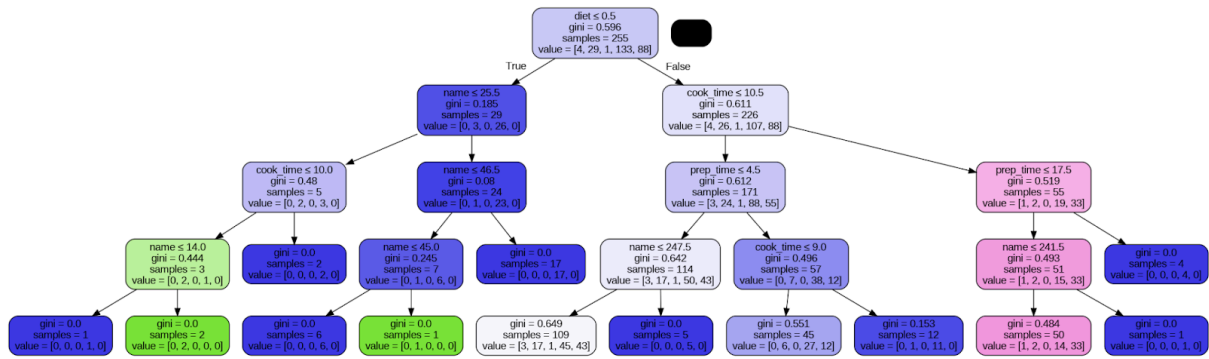 diet ≤ 0.5
gini = 0.596
samples = 255
value = [4, 29, 1, 133, 88]
True
False
name ≤ 25.5
gini = 0.185
samples = 29
value = [0, 3, 0, 26, 0]
cook_time ≤ 10.5
gini = 0.611
samples = 226
value = [4, 26, 1, 107, 88]
cook_time ≤ 10.0
gini = 0.48
samples = 5
value = [0, 2, 0, 3, 0]
name ≤ 46.5
gini = 0.08
samples = 24
value = [0, 1, 0, 23, 0]
prep_time ≤ 4.5
gini = 0.612
samples = 171
value = [3, 24, 1, 88, 55]
prep_time ≤ 17.5
gini = 0.519
samples = 55
value = [1, 2, 0, 19, 33]
name ≤ 14.0
gini = 0.444
samples = 3
value = [0, 2, 0, 1, 0]
gini = 0.0
samples = 2
value = [0, 0, 0, 2, 0]
name ≤ 45.0
gini = 0.245
samples = 7
value = [0, 1, 0, 6, 0]
gini = 0.0
samples = 17
value = [0, 0, 0, 17, 0]
name ≤ 247.5
gini = 0.642
samples = 114
value = [3, 17, 1, 50, 43]
cook_time ≤ 9.0
gini = 0.496
samples = 57
value = [0, 7, 0, 38, 12]
name ≤ 241.5
gini = 0.493
samples = 51
value = [1, 2, 0, 15, 33]
gini = 0.0
samples = 4
value = [0, 0, 0, 4, 0]
gini = 0.0
samples = 1
value = [0, 0, 0, 1, 0]
gini = 0.0
samples = 2
value = [0, 2, 0, 0, 0]
gini = 0.0
samples = 6
value = [0, 0, 0, 6, 0]
gini = 0.0
samples = 1
value = [0, 1, 0, 0, 0]
gini = 0.649
samples = 109
value = [3, 17, 1, 45, 43]
gini = 0.0
samples = 5
value = [0, 0, 0, 5, 0]
gini = 0.551
samples = 45
value = [0, 6, 0, 27, 12]
gini = 0.153
samples = 12
value = [0, 1, 0, 11, 0]
gini = 0.484
samples = 50
value = [1, 2, 0, 14, 33]
gini = 0.0
samples = 1
value = [0, 0, 0, 1, 0]